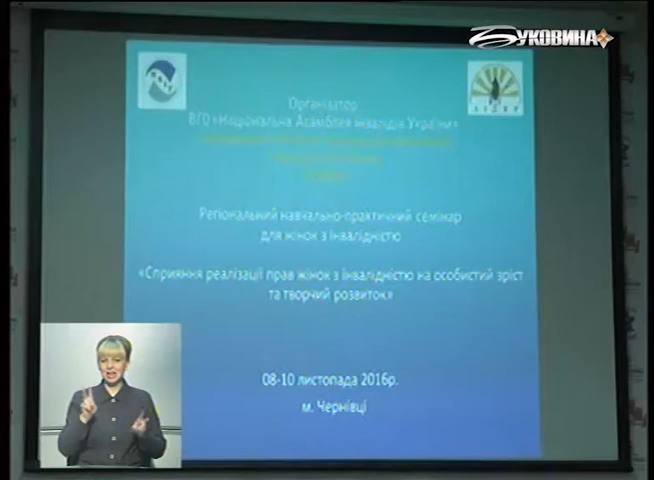 БУКОВИНА
Організатор
ВГО «Національна Асамблея інвалідів України»
Регіональний навчально-практичний семінар
для жінок з інвалідністю
«Сприяння реалізації прав жінок з інвалідністю на особистий зріст
та творчий розвиток»
08-10 листопада 2016р.
м. Чернівці